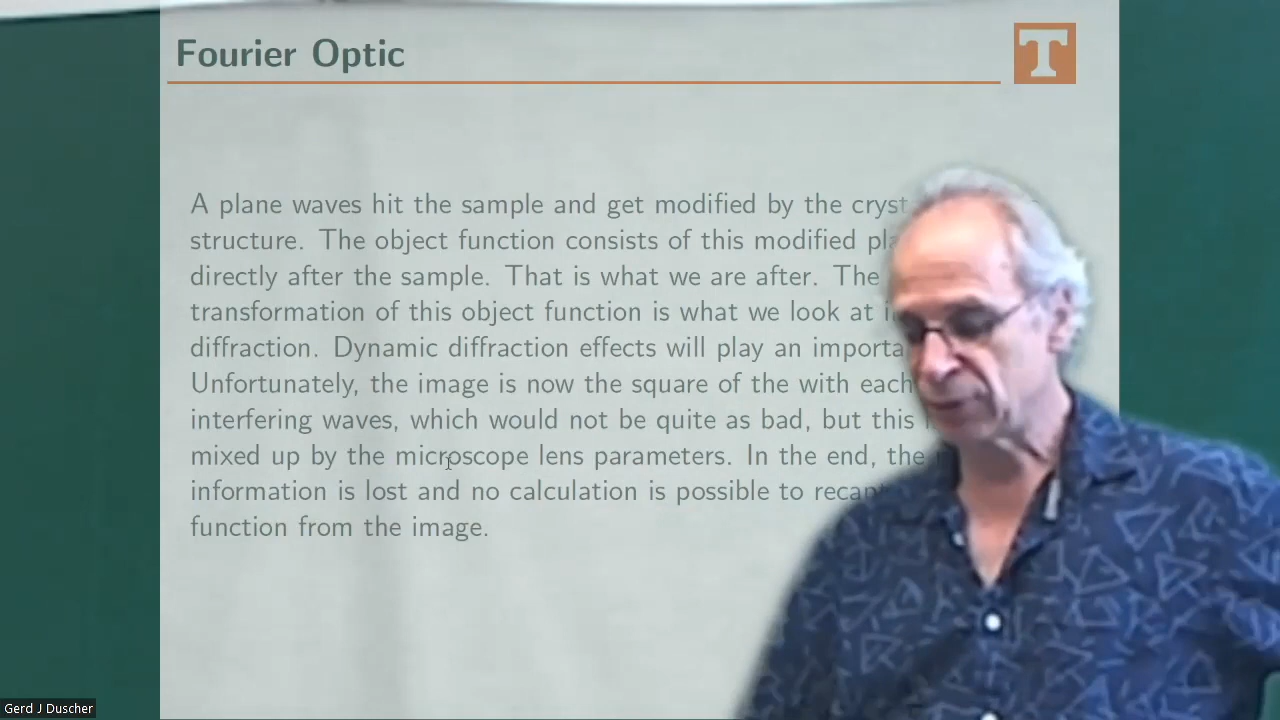 Fourier Optic
T
A plane waves hit the sample and get modified by the
structure. The object function consists of this modified
directly after the sample. That is what we are after. The
transformation of this object function is what we look at
diffraction. Dynamic diffraction effects will play an
Unfortunately, the image is now the square of the with each
interfering waves, which would not be quite as bad, but this
mixed up by the microscope lens parameters. In the end, the
information is lost and no calculation is possible to
function from the image.
Gerd J Duscher